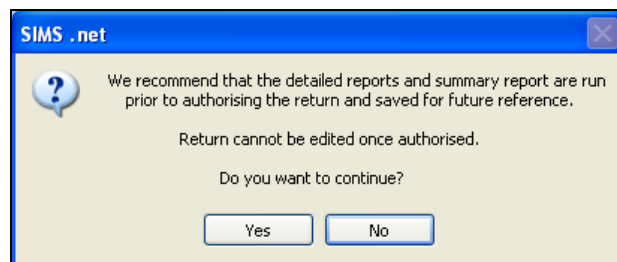 SIMS .net
We recommend that the detailed reports and summary report are run
prior to authorising the return and saved for future reference.
Return cannot be edited once authorised.
Do you want to continue?
Yes No